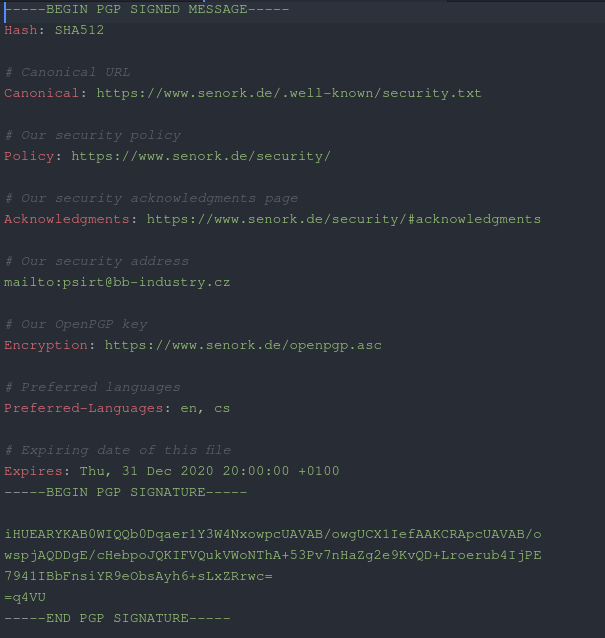 -----BEGIN PGP SIGNED MESSAGE-----
Hash: SHA512
# Canonical URL
Canonical: https://www.senork.de/.well-known/security.txt
# Our security policy
Policy: https://www.senork.de/security/
# Our security acknowledgments page
Acknowledgments: https://www.senork.de/security/#acknowledgments
# Our security address
mailto:psirt@bb-industry.cz
# Our OpenPGP key
Encryption: https://www.senork.de/openpgp.asc
# Preferred languages
Preferred-Languages: en, cs
# Expiring date of this file
Expires: Thu, 31 Dec 2020 20:00:00 +0100
-----BEGIN PGP SIGNATURE-----
iHUEARYKAB0WIQQb0Dqaer1Y3W4NxowpcUAVAB/owgUCX1IefAAKCRApcUAVAB/o
wspjAQDDgE/cHebpoJQKIFVQukVWoNThA+53Pv7nHaZg2e9KvQD+Lroerub4IjPE
7941IBbFnsiYR9eObsAyh6+sLxZRrwc=
=q4VU
-----END PGP SIGNATURE-----